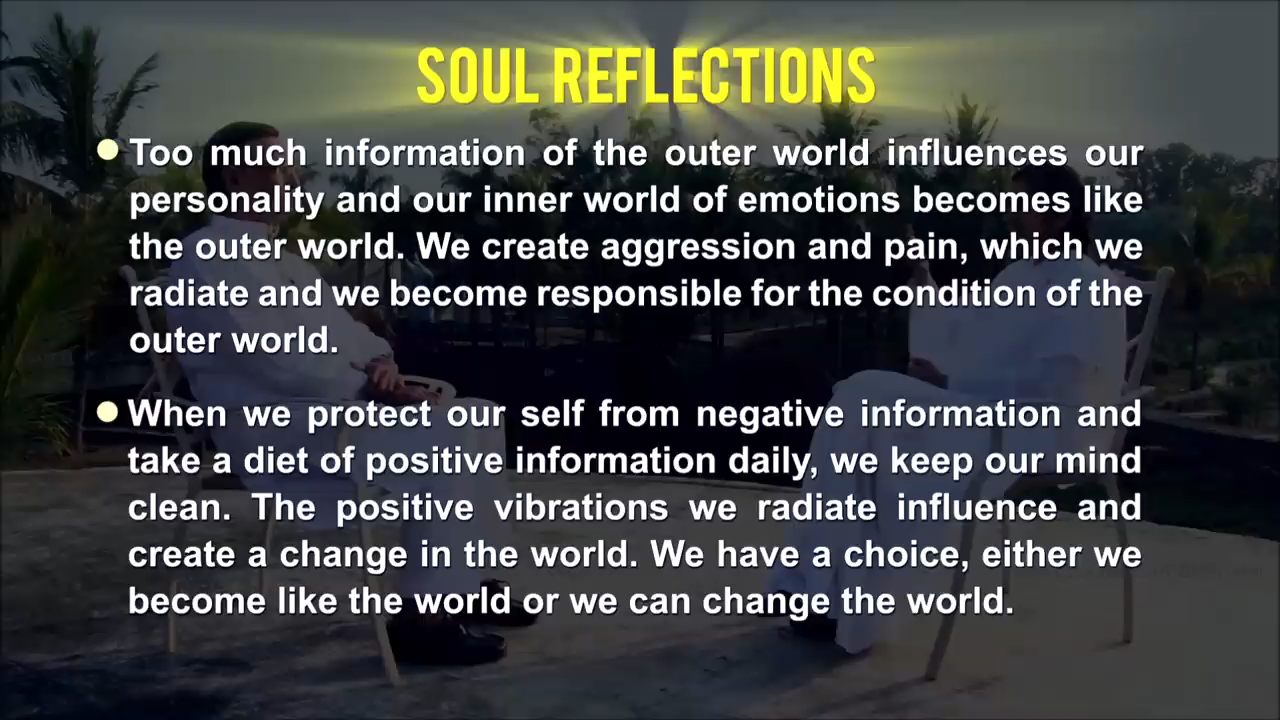 SOUL REFLECTIONS
Too much information of the outer world influences our
personality and our inner world of emotions becomes like
the outer world. We create aggression and pain, which we
radiate and we become responsible for the condition of the
outer world.
When we protect our self from negative information and
take a diet of positive information daily, we keep our mind
clean. The positive vibrations we radiate influence and
create a change in the world. We have a choice, either we
become like the world or we can change the world.